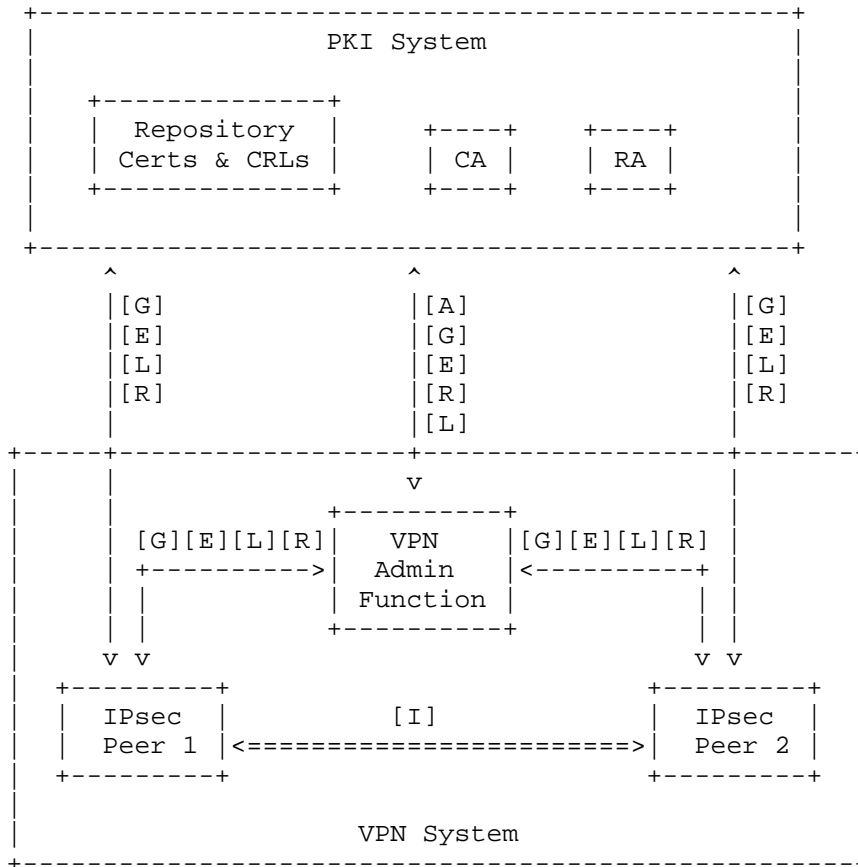 PKI System
Repository
Certs & CRLs
CA
RA
[G] [A] [G]
[E] [G] [E]
[L] [E] [L]
[R] [R] [R]
[L]
VPN
[G][E][L][R] [G][E][L][R]
Admin
Function
IPsec [I] IPsec
Peer 1 Peer 2
VPN System